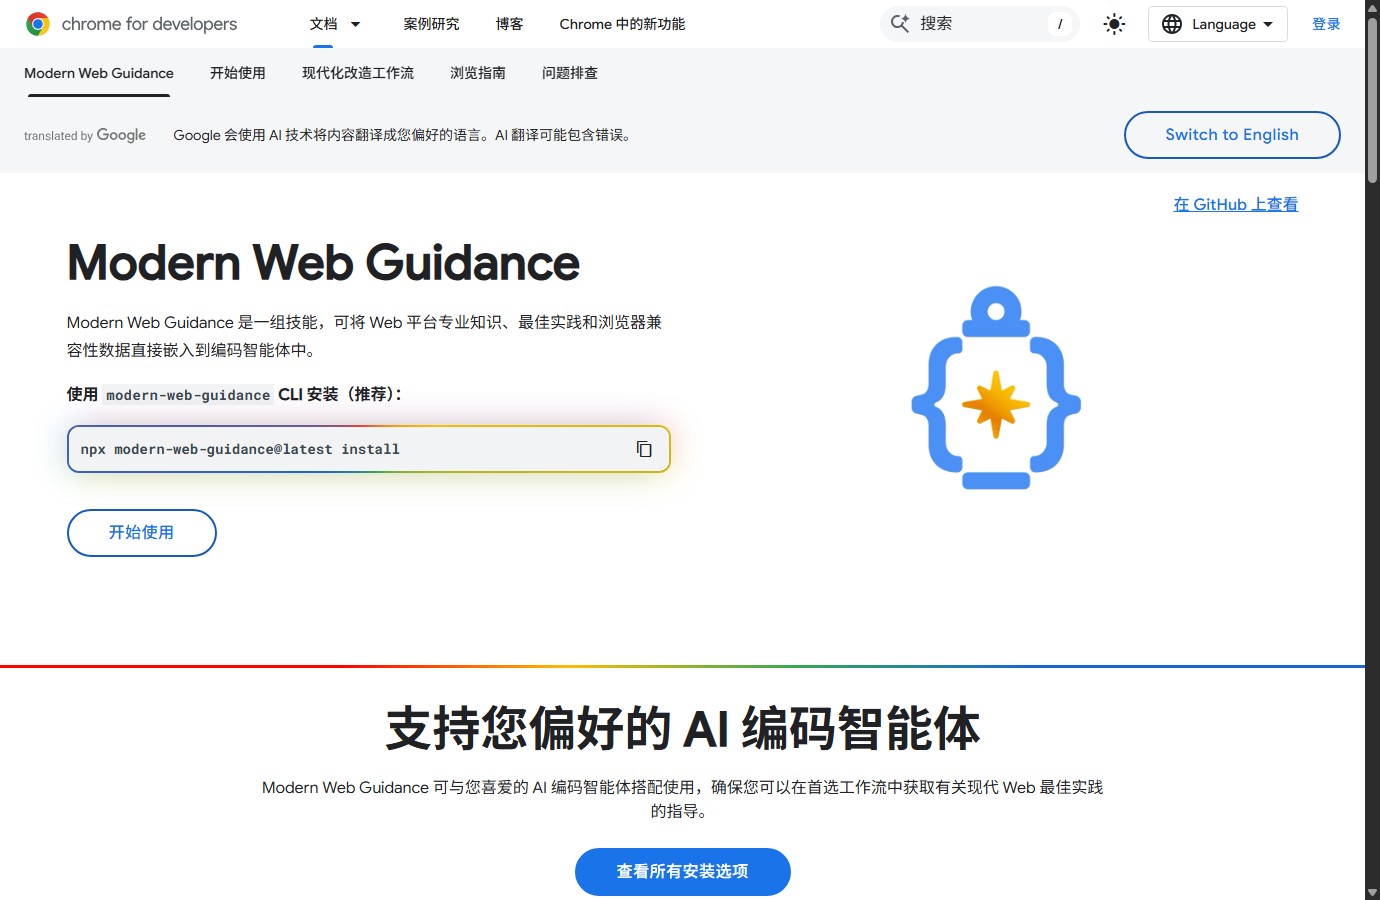 chrome for developers
文档
案例研究
博客
Chrome 中的新功能
搜索
/
Language
登录
Modern Web Guidance
开始使用
现代化改造工作流
浏览指南
问题排查
translated by Google
Google 会使用 AI 技术将内容翻译成您偏好的语言。AI 翻译可能包含错误。
Switch to English
在 GitHub 上查看
Modern Web Guidance
Modern Web Guidance 是一组技能，可将 Web 平台专业知识、最佳实践和浏览器兼
容性数据直接嵌入到编码智能体中。
使用 modern-web-guidance CLI 安装（推荐）：
npx modern-web-guidance@latest install
开始使用
支持您偏好的 AI 编码智能体
Modern Web Guidance 可与您喜爱的 AI 编码智能体搭配使用，确保您可以在首选工作流中获取有关现代 Web 最佳实践
的指导。
查看所有安装选项